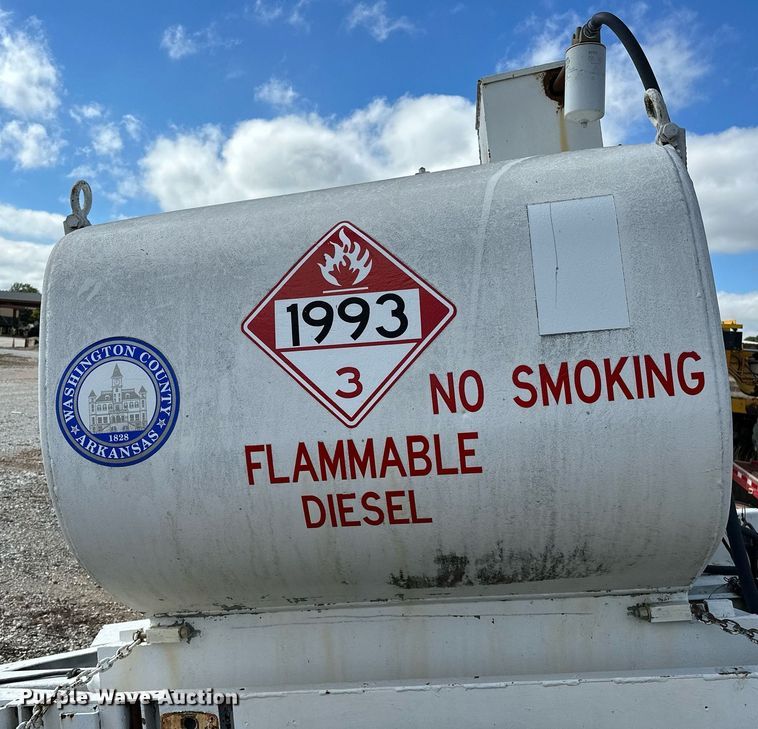 1993
3
NO SMOKING
WASHINGTON COUNTY
1828
ARKANSAS
FLAMMABLE
DIESEL
Purple Wave Auction